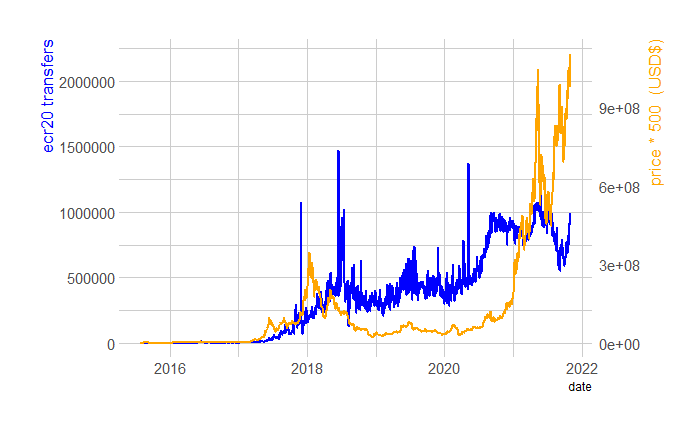 ecr20 transfers
2000000
1500000
1000000
500000
0
price * 500 (USD$)
9e+08
6e+08
3e+08
0e+00
2016 2018 2020 2022
date